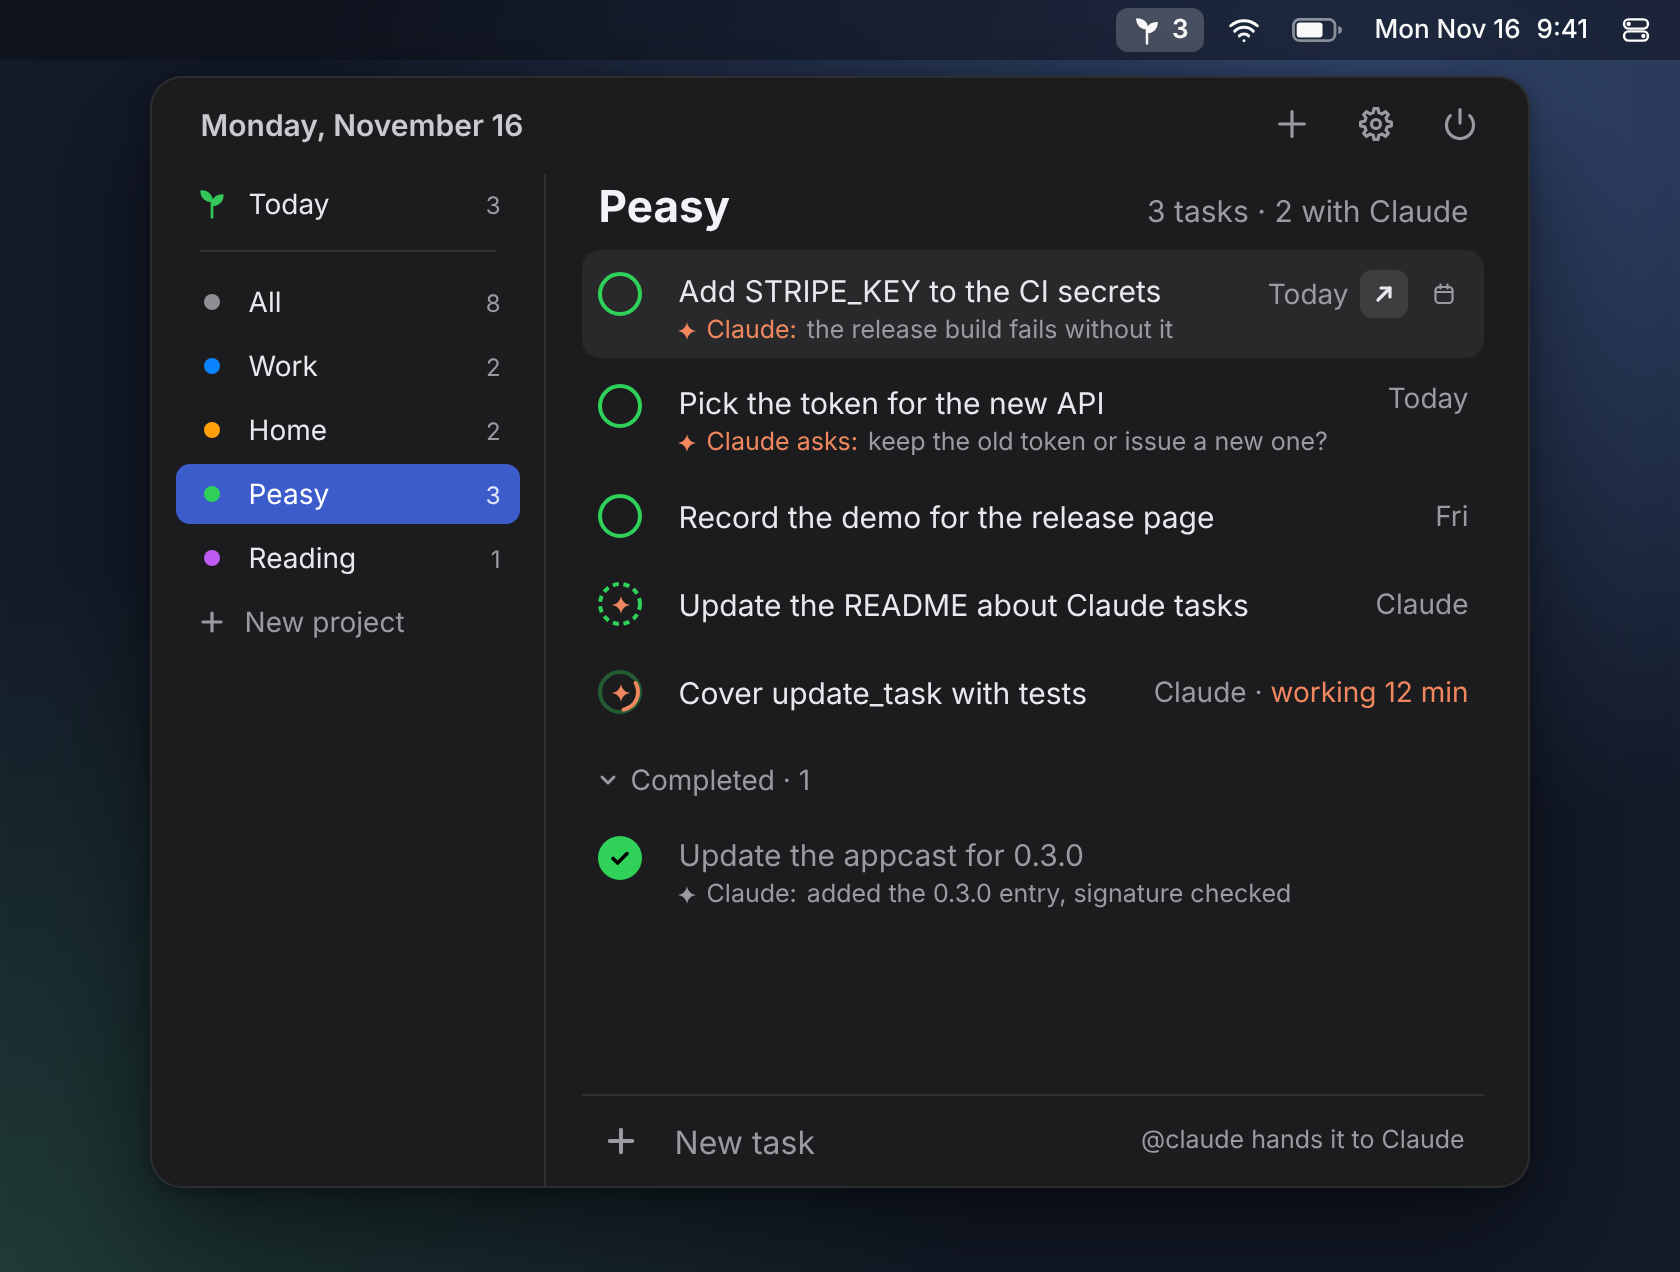 3 Mon Nov 16 9:41
Monday, November 16
Today 3
All 8
Work 2
Home 2
Peasy 3
Reading 1
New project
Peasy 3 tasks · 2 with Claude
Add STRIPE_KEY to the CI secrets Today
Claude: the release build fails without it
Pick the token for the new API Today
Claude asks: keep the old token or issue a new one?
Record the demo for the release page Fri
Update the README about Claude tasks Claude
Cover update_task with tests Claude · working 12 min
Completed · 1
Update the appcast for 0.3.0
Claude: added the 0.3.0 entry, signature checked
New task @claude hands it to Claude